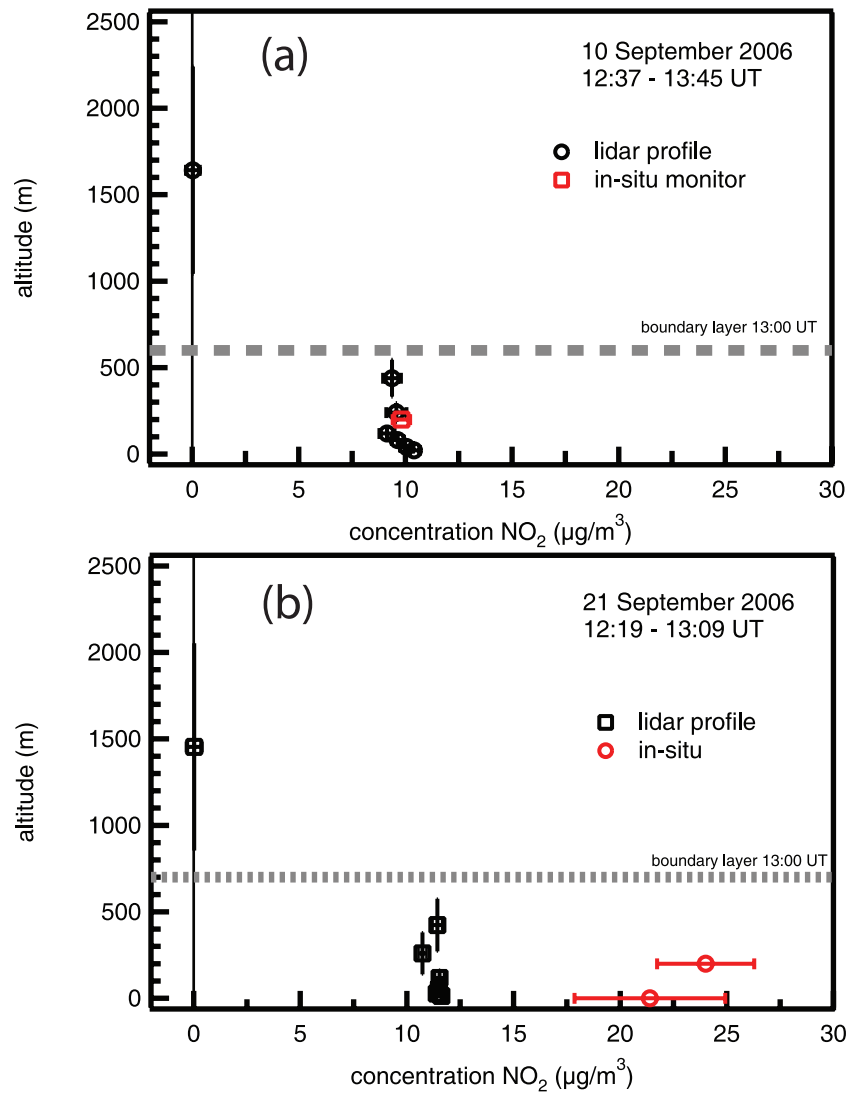 2500
(a)
10 September 2006
12:37 - 13:45 UT
2000
lidar profile
in-situ monitor
1500
altitude (m)
1000
boundary layer 13:00 UT
500
0
0 5 10 15 20 25 30
concentration NO₂ (µg/m³)
2500
(b)
21 September 2006
12:19 - 13:09 UT
2000
lidar profile
in-situ
1500
altitude (m)
1000
boundary layer 13:00 UT
500
0
0 5 10 15 20 25 30
concentration NO₂ (µg/m³)